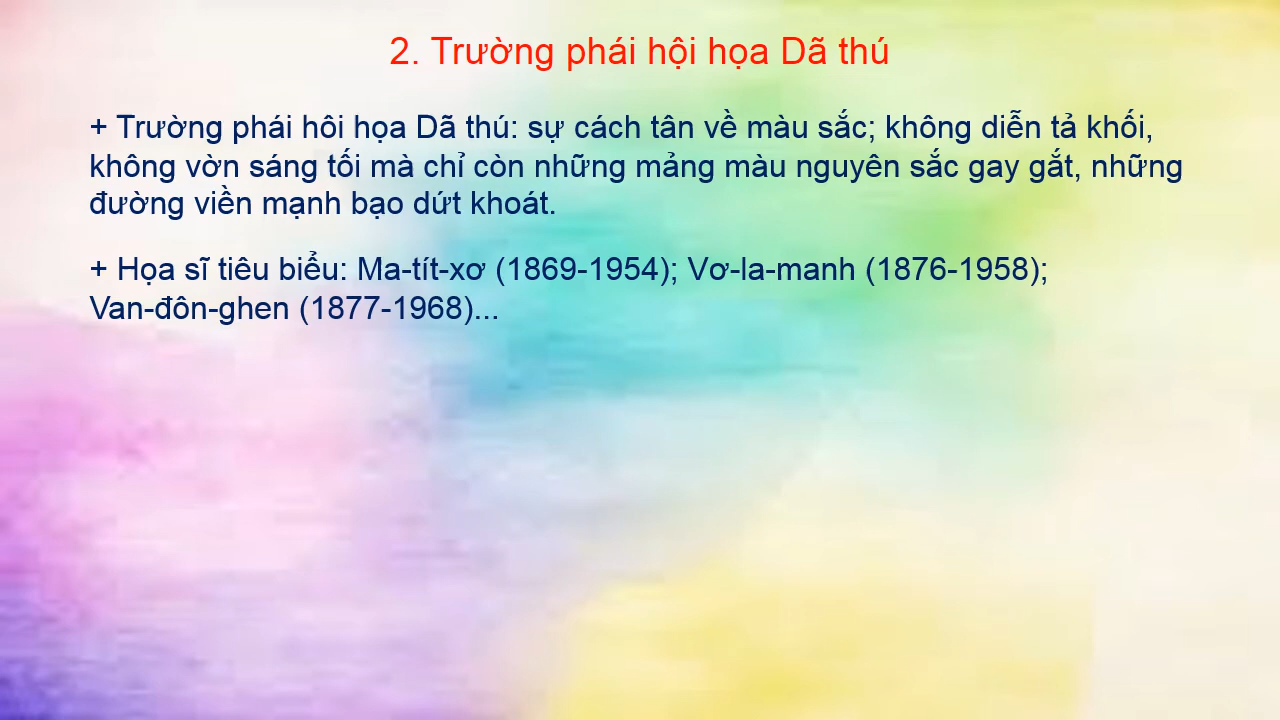 2. Trường phái hội họa Dã thú
+ Trường phái hôi họa Dã thú: sự cách tân về màu sắc; không diễn tả khối,
không vờn sáng tối mà chỉ còn những mảng màu nguyên sắc gay gắt, những
đường viền mạnh bạo dứt khoát.
+ Họa sĩ tiêu biểu: Ma-tít-xơ (1869-1954); Vơ-la-manh (1876-1958);
Van-đôn-ghen (1877-1968)...